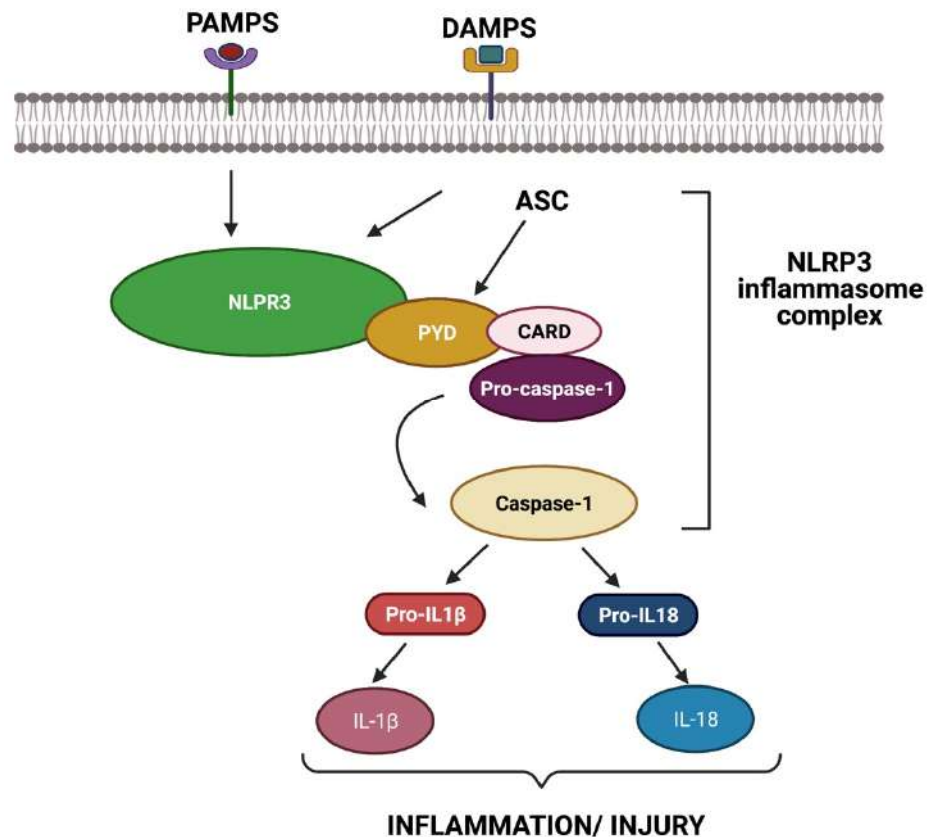 PAMPS
DAMPS
ASC
NLRP3
inflammasome
complex
NLPR3
PYD
CARD
Pro-caspase-1
Caspase-1
Pro-IL1β
Pro-IL18
IL-1β
IL-18
INFLAMMATION/ INJURY